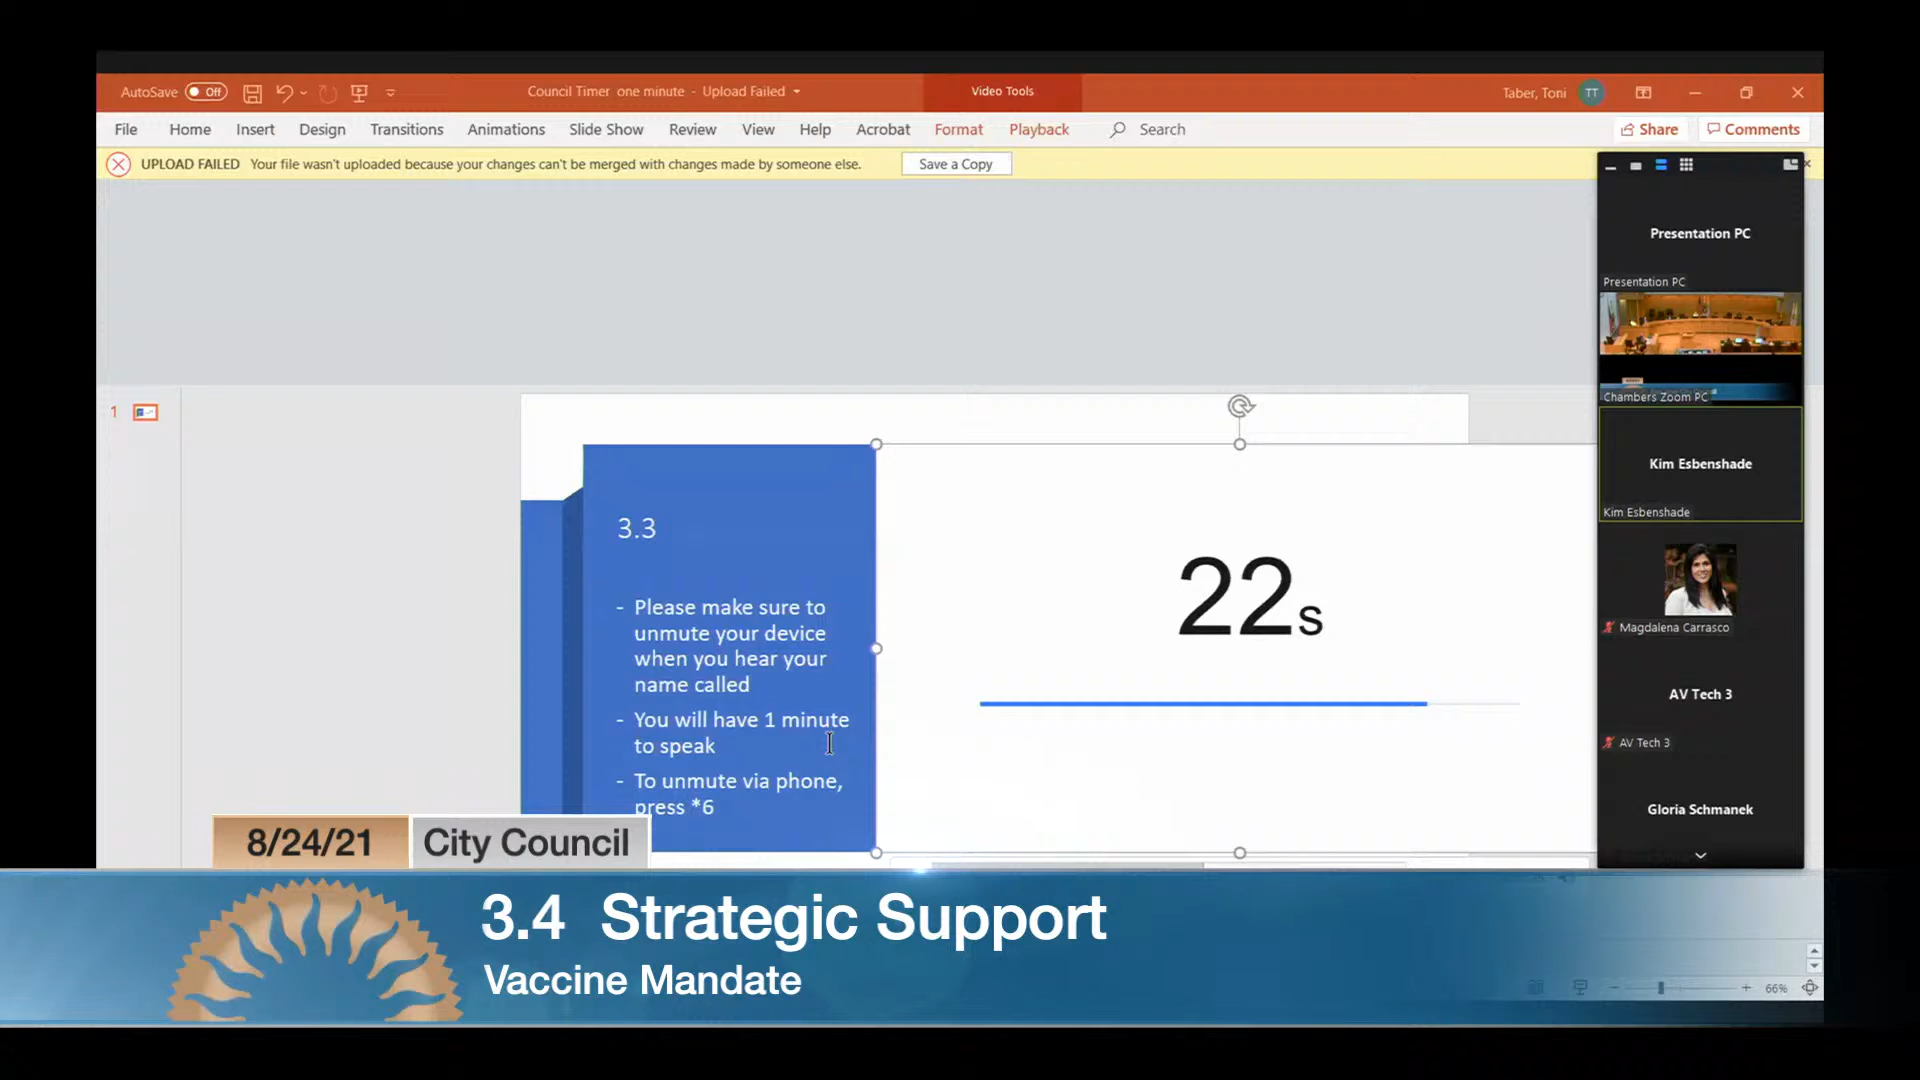 AutoSave Off
Council Timer one minute - Upload Failed
Video Tools
Taber, Toni TT
File Home Insert Design Transitions Animations Slide Show Review View Help Acrobat Format Playback Search Share Comments
UPLOAD FAILED Your file wasn't uploaded because your changes can't be merged with changes made by someone else. Save a Copy
Presentation PC
Presentation PC
Chambers Zoom PC
Kim Esbenshade
Kim Esbenshade
Magdalena Carrasco
AV Tech 3
AV Tech 3
Gloria Schmanek
1
3.3
- Please make sure to
unmute your device
when you hear your
name called
- You will have 1 minute
to speak
- To unmute via phone,
press *6
22s
8/24/21 City Council
3.4 Strategic Support
Vaccine Mandate
66%